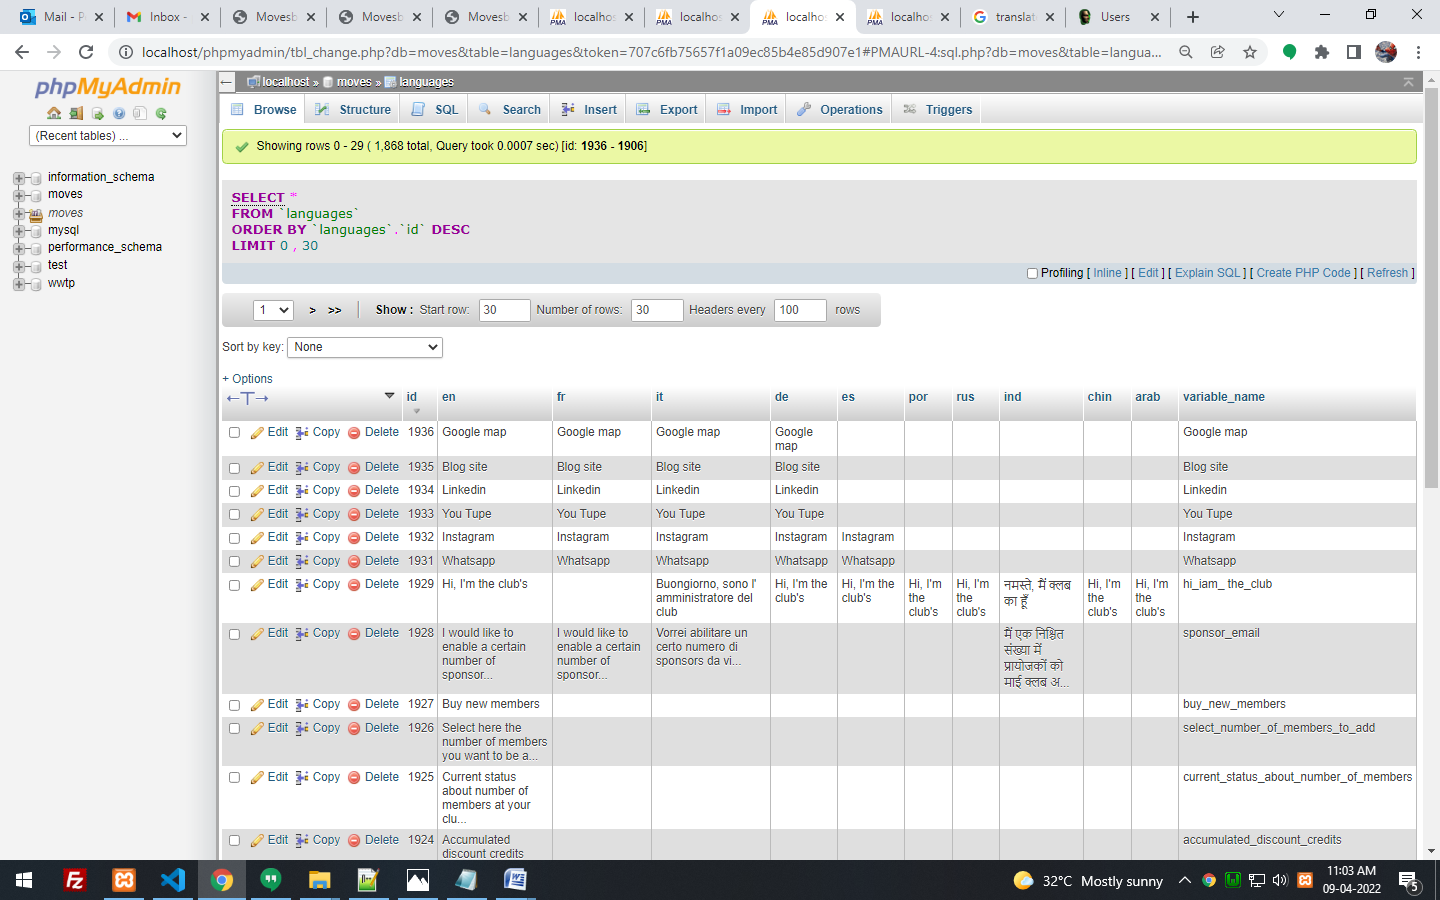 Mail - P
Inbox -
Movesb
Movesb
Movesb
localhos
localhos
localhos
localhos
translat
Users
localhost/phpmyadmin/tbl_change.php?db=moves&table=languages&token=707c6fb75657f1a09ec85b4e85d907e1#PMAURL-4:sql.php?db=moves&table=langua...
phpMyAdmin
(Recent tables) ...
information_schema
moves
moves
mysql
performance_schema
test
wwtp
localhost » moves » languages
Browse Structure SQL Search Insert Export Import Operations Triggers
Showing rows 0 - 29 ( 1,868 total, Query took 0.0007 sec) [id: 1936 - 1906]
SELECT *
FROM `languages`
ORDER BY `languages`.`id` DESC
LIMIT 0 , 30
Profiling [ Inline ] [ Edit ] [ Explain SQL ] [ Create PHP Code ] [ Refresh ]
1 > >> Show : Start row: 30 Number of rows: 30 Headers every 100 rows
Sort by key: None
+ Options
←T→ id en fr it de es por rus ind chin arab variable_name
Edit Copy Delete 1936 Google map Google map Google map Google Google map
map
Edit Copy Delete 1935 Blog site Blog site Blog site Blog site Blog site
Edit Copy Delete 1934 Linkedin Linkedin Linkedin Linkedin Linkedin
Edit Copy Delete 1933 You Tupe You Tupe You Tupe You Tupe You Tupe
Edit Copy Delete 1932 Instagram Instagram Instagram Instagram Instagram Instagram
Edit Copy Delete 1931 Whatsapp Whatsapp Whatsapp Whatsapp Whatsapp Whatsapp
Edit Copy Delete 1929 Hi, I'm the club's Buongiorno, sono l' Hi, I'm the Hi, I'm the Hi, I'm Hi, I'm नमस्ते, मैं क्लब Hi, I'm Hi, I'm hi_iam_ the_club
amministratore del club's club's the the का हूँ the the
club club's club's club's club's
Edit Copy Delete 1928 I would like to I would like to Vorrei abilitare un मैं एक निश्चित sponsor_email
enable a certain enable a certain certo numero di संख्या में
number of number of sponsors da vi... प्रायोजकों को
sponsor... sponsor... माई क्लब अ...
Edit Copy Delete 1927 Buy new members buy_new_members
Edit Copy Delete 1926 Select here the select_number_of_members_to_add
number of members
you want to be a...
Edit Copy Delete 1925 Current status current_status_about_number_of_members
about number of
members at your
clu...
Edit Copy Delete 1924 Accumulated accumulated_discount_credits
discount credits
32°C Mostly sunny
11:03 AM
09-04-2022
5